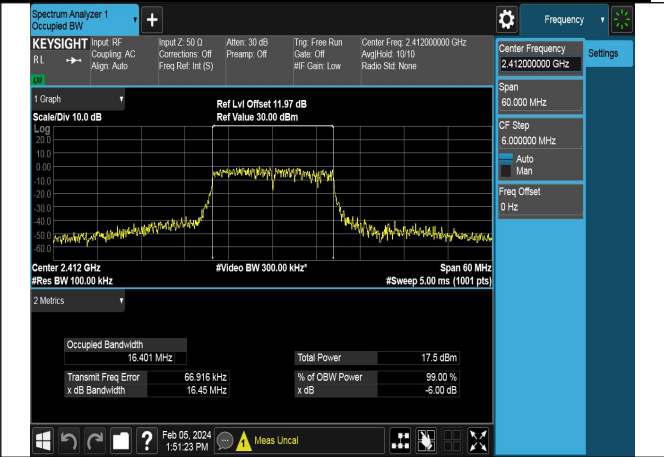 Spectrum Analyzer 1
Occupied BW
+
Frequency
KEYSIGHT
RL
Input: RF
Coupling: AC
Align: Auto
Input Z: 50 Ω
Corrections: Off
Freq Ref: Int (S)
Atten: 30 dB
Preamp: Off
Trig: Free Run
Gate: Off
#IF Gain: Low
Center Freq: 2.412000000 GHz
Avg|Hold: 10/10
Radio Std: None
Center Frequency
2.412000000 GHz
Settings
Span
60.000 MHz
CF Step
6.000000 MHz
Auto
Man
Freq Offset
0 Hz
1 Graph
Scale/Div 10.0 dB
Ref Lvl Offset 11.97 dB
Ref Value 30.00 dBm
Log
20.0
10.0
0.00
-10.0
-20.0
-30.0
-40.0
-50.0
-60.0
Center 2.412 GHz
#Res BW 100.00 kHz
#Video BW 300.00 kHz*
Span 60 MHz
#Sweep 5.00 ms (1001 pts)
2 Metrics
Occupied Bandwidth
16.401 MHz
Total Power 17.5 dBm
Transmit Freq Error 66.916 kHz
% of OBW Power 99.00 %
x dB Bandwidth 16.45 MHz
x dB -6.00 dB
?
Feb 05, 2024
1:51:23 PM
Meas Uncal